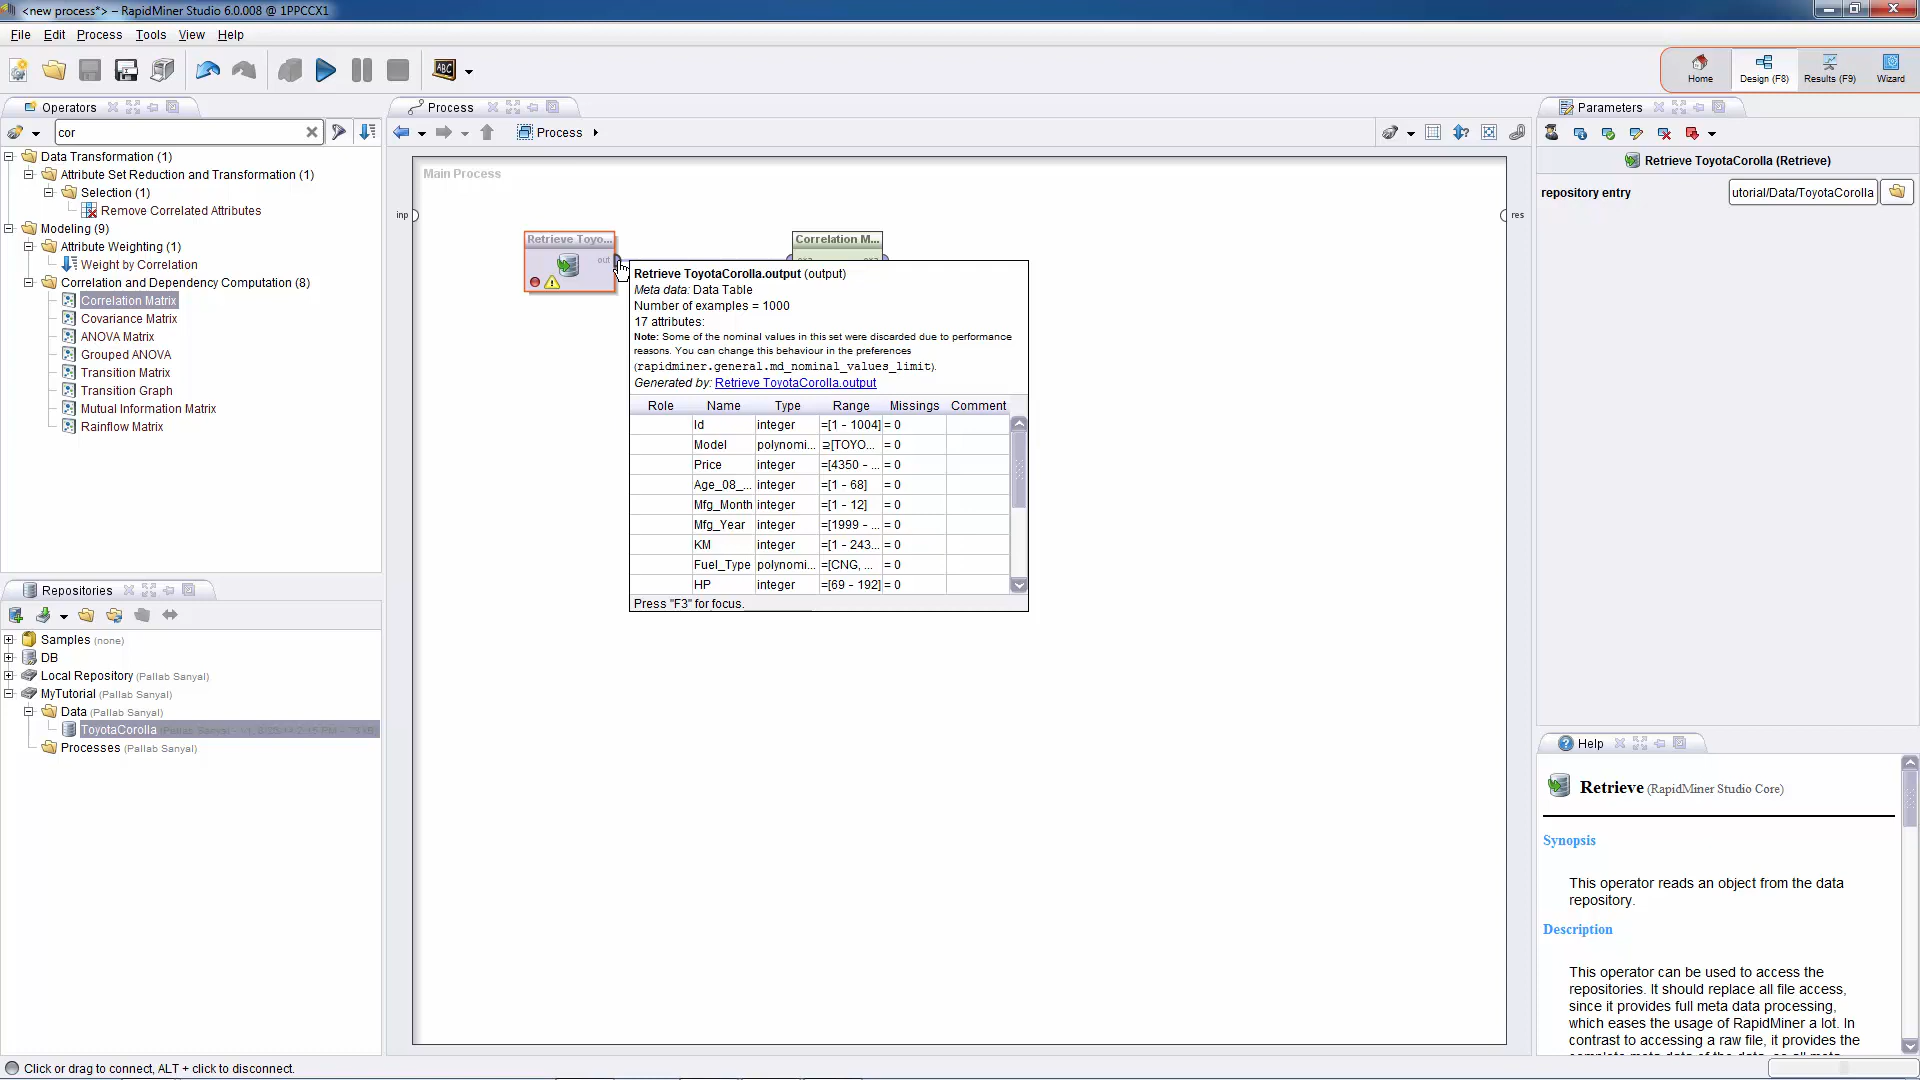 <new process*> – RapidMiner Studio 6.0.008 @ 1PPCCX1
File Edit Process Tools View Help
Home
Design (F8)
Results (F9)
Wizard
Operators
cor
Data Transformation (1)
Attribute Set Reduction and Transformation (1)
Selection (1)
Remove Correlated Attributes
Modeling (9)
Attribute Weighting (1)
Weight by Correlation
Correlation and Dependency Computation (8)
Correlation Matrix
Covariance Matrix
ANOVA Matrix
Grouped ANOVA
Transition Matrix
Transition Graph
Mutual Information Matrix
Rainflow Matrix
Repositories
Samples (none)
DB
Local Repository (Pallab Sanyal)
MyTutorial (Pallab Sanyal)
Data (Pallab Sanyal)
ToyotaCorolla
Processes (Pallab Sanyal)
Process
Process
Main Process
inp
res
Retrieve Toyo...
out
Correlation M...
Retrieve ToyotaCorolla.output (output)
Meta data: Data Table
Number of examples = 1000
17 attributes:
Note: Some of the nominal values in this set were discarded due to performance
reasons. You can change this behaviour in the preferences
(rapidminer.general.md_nominal_values_limit).
Generated by: Retrieve ToyotaCorolla.output
Role Name Type Range Missings Comment
Id integer =[1 - 1004] = 0
Model polynomi... ⊇[TOYO... = 0
Price integer =[4350 - ... = 0
Age_08_... integer =[1 - 68] = 0
Mfg_Month integer =[1 - 12] = 0
Mfg_Year integer =[1999 - ... = 0
KM integer =[1 - 243... = 0
Fuel_Type polynomi... =[CNG, ... = 0
HP integer =[69 - 192] = 0
Press "F3" for focus.
Parameters
Retrieve ToyotaCorolla (Retrieve)
repository entry
utorial/Data/ToyotaCorolla
Help
Retrieve (RapidMiner Studio Core)
Synopsis
This operator reads an object from the data
repository.
Description
This operator can be used to access the
repositories. It should replace all file access,
since it provides full meta data processing,
which eases the usage of RapidMiner a lot. In
contrast to accessing a raw file, it provides the
Click or drag to connect, ALT + click to disconnect.